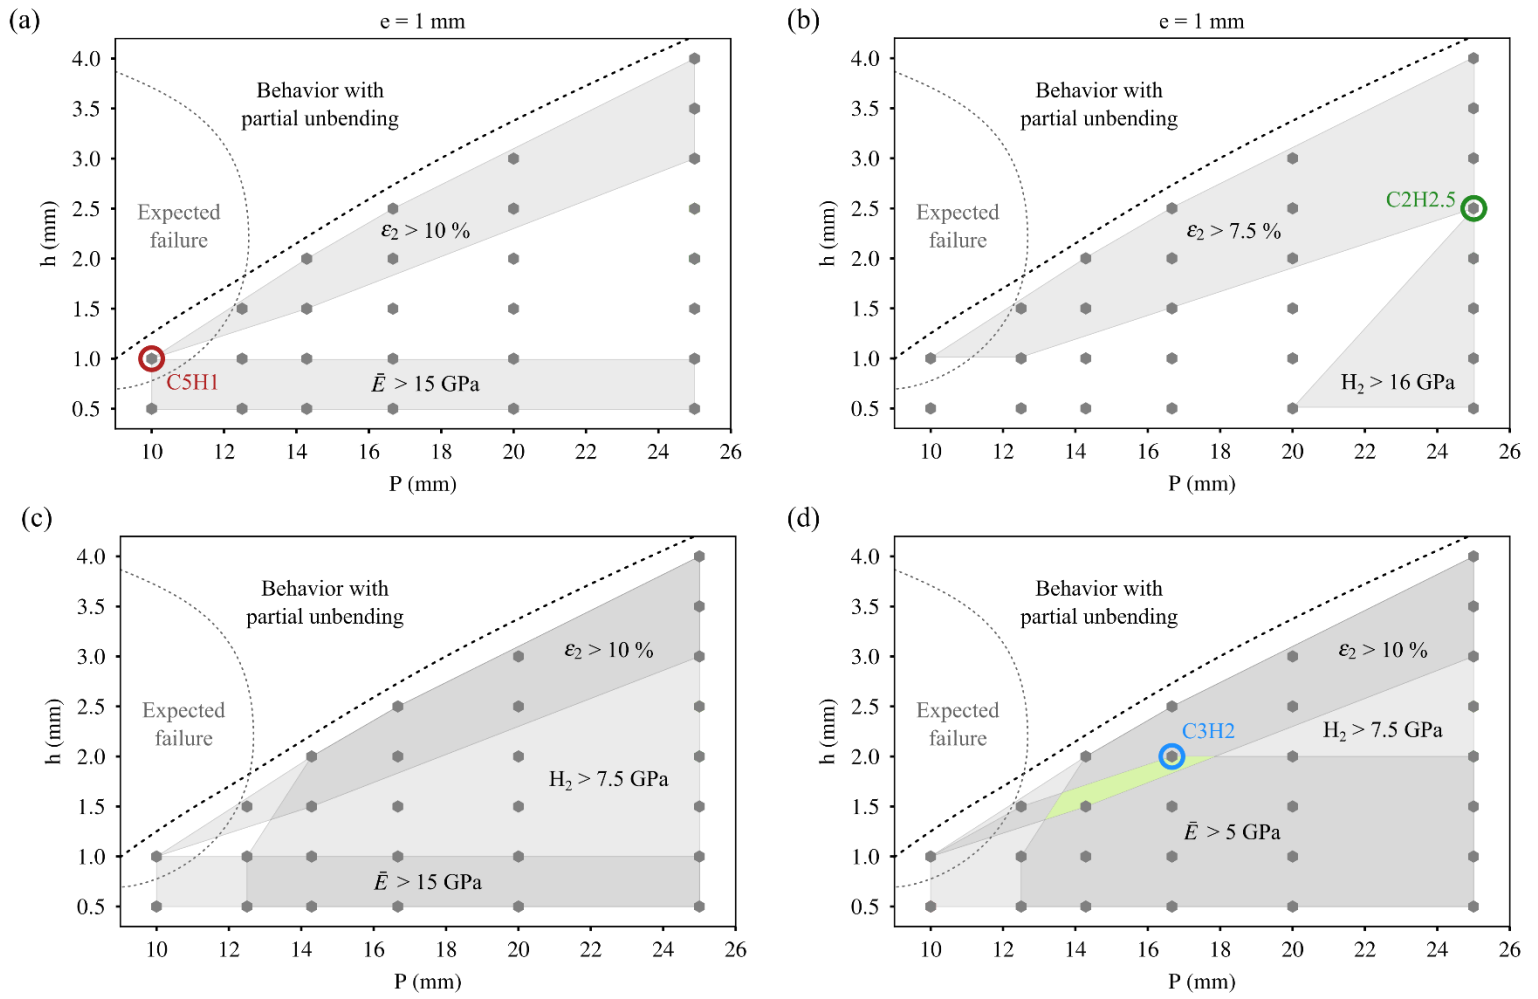 (a)
e = 1 mm
4.0
3.5
3.0
2.5
2.0
1.5
1.0
0.5
h (mm)
Behavior with
partial unbending
Expected
failure
ε₂ > 10 %
C5H1
Ē > 15 GPa
10
12
14
16
18
20
22
24
26
P (mm)
(b)
e = 1 mm
4.0
3.5
3.0
2.5
2.0
1.5
1.0
0.5
h (mm)
Behavior with
partial unbending
Expected
failure
C2H2.5
ε₂ > 7.5 %
H₂ > 16 GPa
10
12
14
16
18
20
22
24
26
P (mm)
(c)
4.0
3.5
3.0
2.5
2.0
1.5
1.0
0.5
h (mm)
Behavior with
partial unbending
Expected
failure
ε₂ > 10 %
H₂ > 7.5 GPa
Ē > 15 GPa
10
12
14
16
18
20
22
24
26
P (mm)
(d)
4.0
3.5
3.0
2.5
2.0
1.5
1.0
0.5
h (mm)
Behavior with
partial unbending
Expected
failure
ε₂ > 10 %
C3H2
H₂ > 7.5 GPa
Ē > 5 GPa
10
12
14
16
18
20
22
24
26
P (mm)